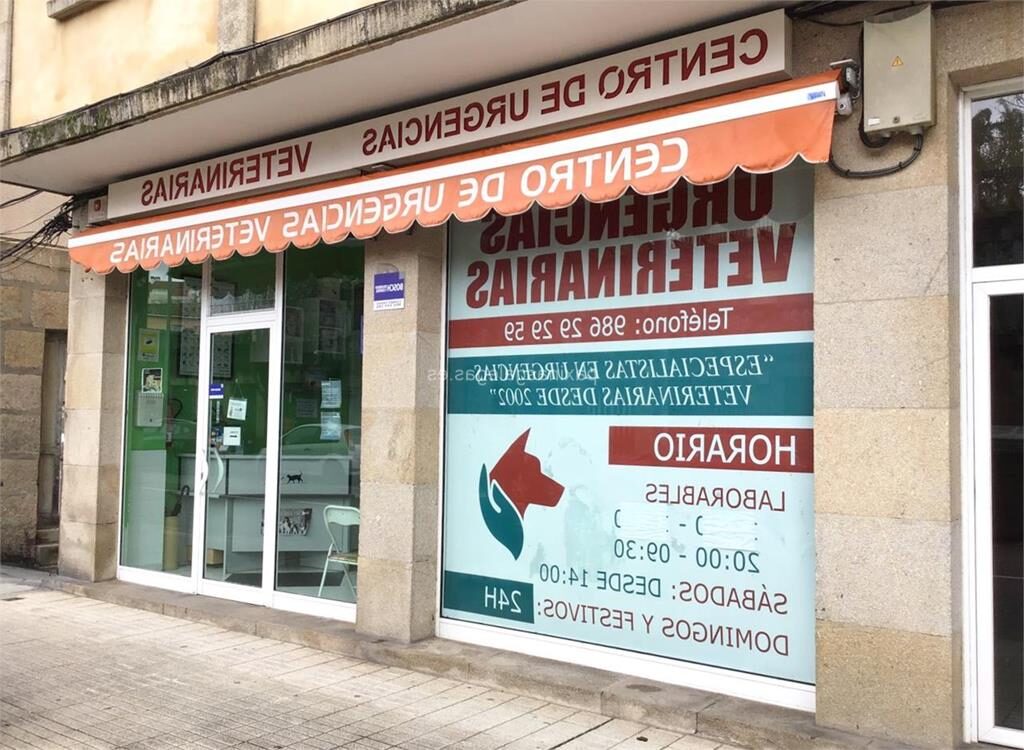 CENTRO DE URGENCIAS VETERINARIAS
CENTRO DE URGENCIAS VETERINARIAS
URGENCIAS
VETERINARIAS
Teléfono: 986 29 29 59
“ESPECIALISTAS EN URGENCIAS
VETERINARIAS DESDE 2002”
HORARIO
LABORABLES
20:00 - 09:30
SÁBADOS: DESDE 14:00
DOMINGOS Y FESTIVOS: 24H
BOSCH